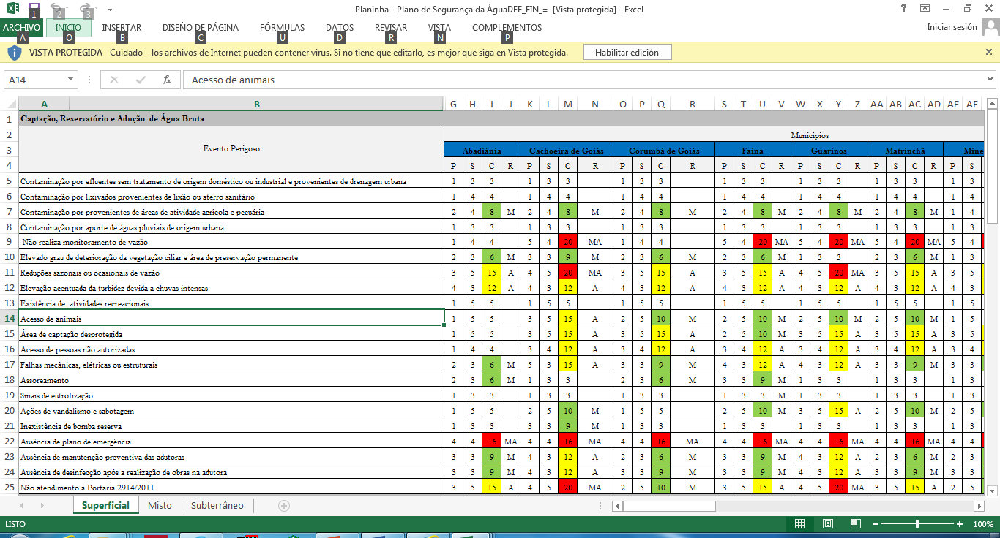 1 2 3
Planinha - Plano de Segurança da ÁguaDEF_FIN_= [Vista protegida] - Excel
ARCHIVO INICIO INSERTAR DISEÑO DE PÁGINA FÓRMULAS DATOS REVISAR VISTA COMPLEMENTOS Iniciar sesión
A O B C U D R N P
VISTA PROTEGIDA Cuidado—los archivos de Internet pueden contener virus. Si no tiene que editarlo, es mejor que siga en Vista protegida. Habilitar edición
A14 fx Acesso de animais
A B G H I J K L M N O P Q R S T U V W X Y Z AA AB AC AD AE AF
1 Captação, Reservatório e Adução de Água Bruta
2 Evento Perigoso Municipios
3 Abadiânia Cachoeira de Goiás Corumbá de Goiás Faina Guarinos Matrinchã Mine
4 P S C R P S C R P S C R P S C R P S C R P S C R P S
5 Contaminação por efluentes sem tratamento de origem doméstico ou industrial e provenientes de drenagem urbana 1 3 3 1 3 3 1 3 3 1 3 3 1 3 3 1 3 3 1 3
6 Contaminação por lixivados provenientes de lixão ou aterro sanitário 1 4 4 1 4 4 1 4 4 1 4 4 1 4 4 1 4 4 1 4
7 Contaminação por provenientes de áreas de atividade agricola e pecuária 2 4 8 M 2 4 8 M 2 4 8 M 2 4 8 M 2 4 8 M 2 4 8 M 1 4
8 Contaminação por aporte de águas pluviais de origem urbana 1 3 3 1 3 3 1 3 3 1 3 3 1 3 3 1 3 3 1 3
9 Não realiza monitoramento de vazão 1 4 4 5 4 20 MA 1 4 4 5 4 20 MA 5 4 20 MA 5 4 20 MA 5 4
10 Elevado grau de deterioração da vegetação ciliar e área de preservação permanente 2 3 6 M 3 3 9 M 2 3 6 M 2 3 6 M 1 3 3 2 3 6 M 1 3
11 Reduções sazonais ou ocasionais de vazão 3 5 15 A 4 5 20 MA 3 5 15 A 3 5 15 A 4 5 20 MA 3 5 15 A 3 5
12 Elevação acentuada da turbidez devida a chuvas intensas 4 3 12 A 4 3 12 A 4 3 12 A 4 3 12 A 4 3 12 A 4 3 12 A 4 3
13 Existência de atividades recreacionais 1 5 5 1 5 5 1 5 5 1 5 5 1 5 5 1 5 5 1 5
14 Acesso de animais 1 5 5 3 5 15 A 2 5 10 M 2 5 10 M 2 5 10 M 2 5 10 M 1 5
15 Área de captação desprotegida 1 5 5 3 5 15 A 3 5 15 A 2 5 10 M 3 5 15 A 3 5 15 A 3 5
16 Acesso de pessoas não autorizadas 1 4 4 3 4 12 A 3 4 12 A 3 4 12 A 3 4 12 A 3 4 12 A 3 4
17 Falhas mecânicas, elétricas ou estruturais 2 3 6 M 5 3 15 A 3 3 9 M 4 3 12 A 4 3 12 A 3 3 9 M 3 3
18 Assoreamento 2 3 6 M 1 3 3 2 3 6 M 3 3 9 M 1 3 3 1 3 3 1 3
19 Sinais de eutrofização 1 3 3 1 3 3 1 3 3 1 3 3 M 1 3 3 1 3 3 1 3
20 Ações de vandalismo e sabotagem 1 5 5 2 5 10 M 1 5 5 2 5 10 M 3 5 15 A 2 5 10 M 2 5
21 Inexistência de bomba reserva 1 3 3 3 3 9 M 1 3 3 1 3 3 1 3 3 1 3 3 1 3
22 Ausência de plano de emergência 4 4 16 MA 4 4 16 MA 4 4 16 MA 4 4 16 MA 4 4 16 MA 4 4 16 MA 4 4
23 Ausência de manutenção preventiva das adutoras 3 3 9 M 4 3 12 A 2 3 6 M 3 3 9 M 4 3 12 A 2 3 6 M 2 3
24 Ausência de desinfecção após a realização de obras na adutora 3 3 9 M 4 3 12 A 3 3 9 M 3 3 9 M 4 3 12 A 3 3 9 M 3 3
25 Não atendimento a Portaria 2914/2011 3 5 15 A 4 5 20 MA 2 5 10 M 3 5 15 A 4 5 20 MA 3 5 15 A 2 5
Superficial Misto Subterrâneo
LISTO 100%